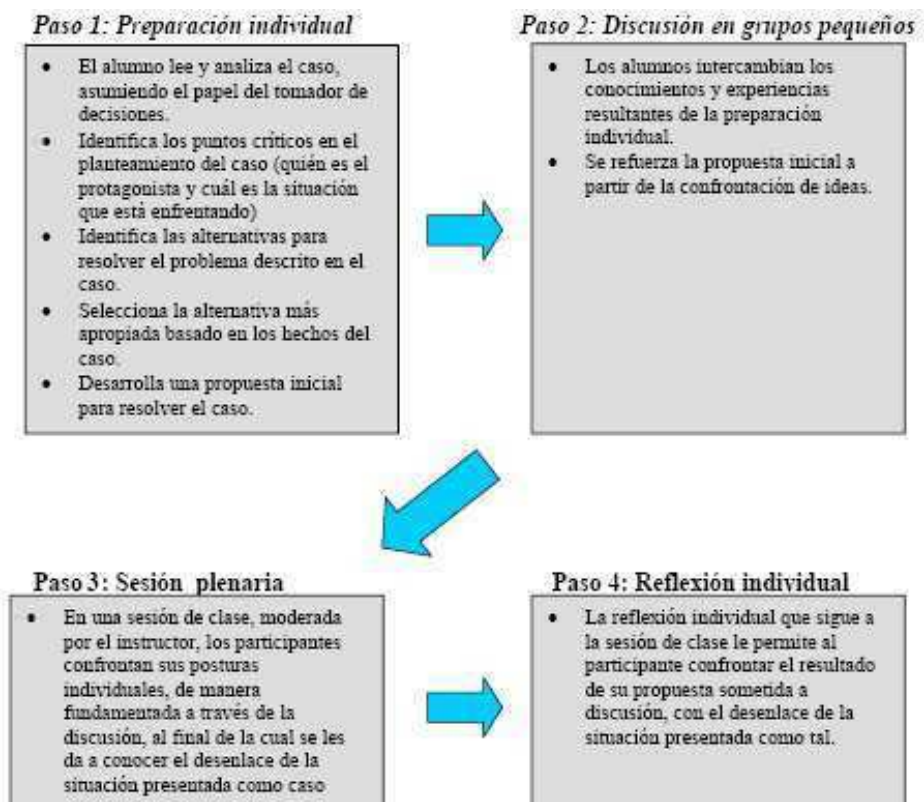 Paso 1: Preparación individual
• El alumno lee y analiza el caso,
asumiendo el papel del tomador de
decisiones.
• Identifica los puntos críticos en el
planteamiento del caso (quién es el
protagonista y cuál es la situación
que está enfrentando)
• Identifica las alternativas para
resolver el problema descrito en el
caso.
• Selecciona la alternativa más
apropiada basado en los hechos del
caso.
• Desarrolla una propuesta inicial
para resolver el caso.
Paso 2: Discusión en grupos pequeños
• Los alumnos intercambian los
conocimientos y experiencias
resultantes de la preparación
individual.
• Se refuerza la propuesta inicial a
partir de la confrontación de ideas.
Paso 3: Sesión plenaria
• En una sesión de clase, moderada
por el instructor, los participantes
confrontan sus posturas
individuales, de manera
fundamentada a través de la
discusión, al final de la cual se les
da a conocer el desenlace de la
situación presentada como caso
Paso 4: Reflexión individual
• La reflexión individual que sigue a
la sesión de clase le permite al
participante confrontar el resultado
de su propuesta sometida a
discusión, con el desenlace de la
situación presentada como tal.